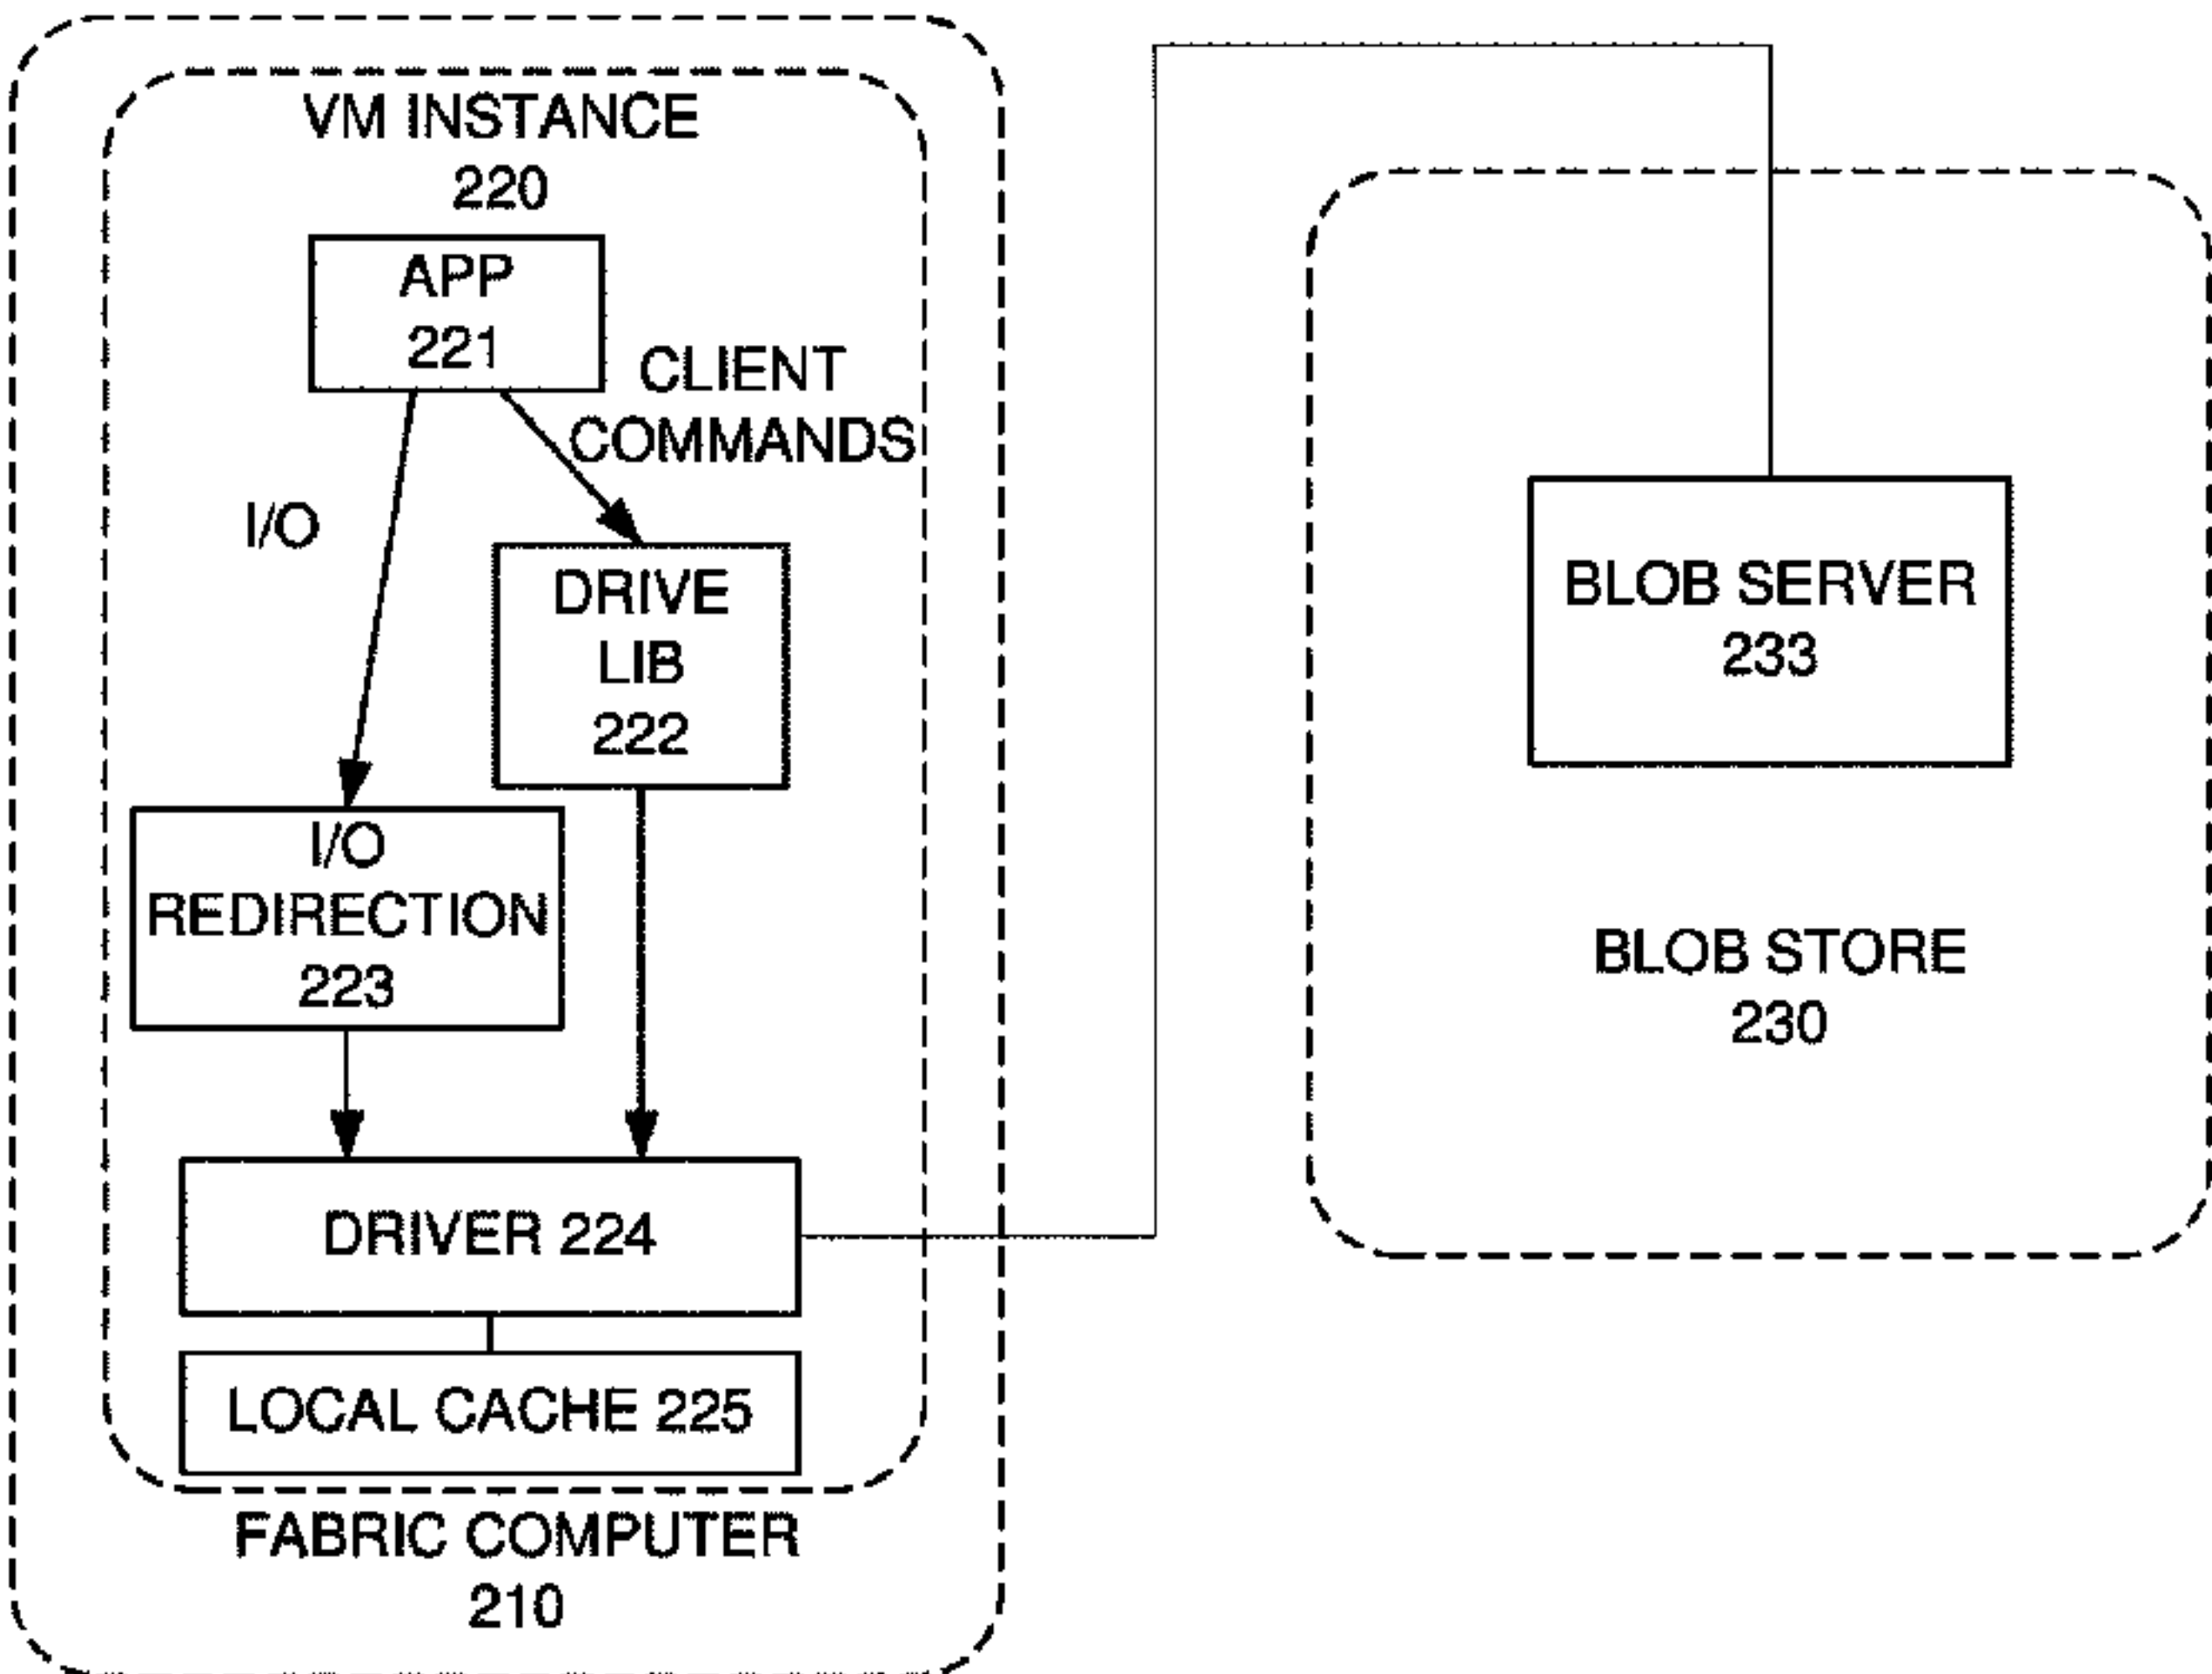 VM INSTANCE
220
APP
221
CLIENT
COMMANDS
I/O
DRIVE
LIB
222
I/O
REDIRECTION
223
DRIVER 224
LOCAL CACHE 225
FABRIC COMPUTER
210
BLOB SERVER
233
BLOB STORE
230